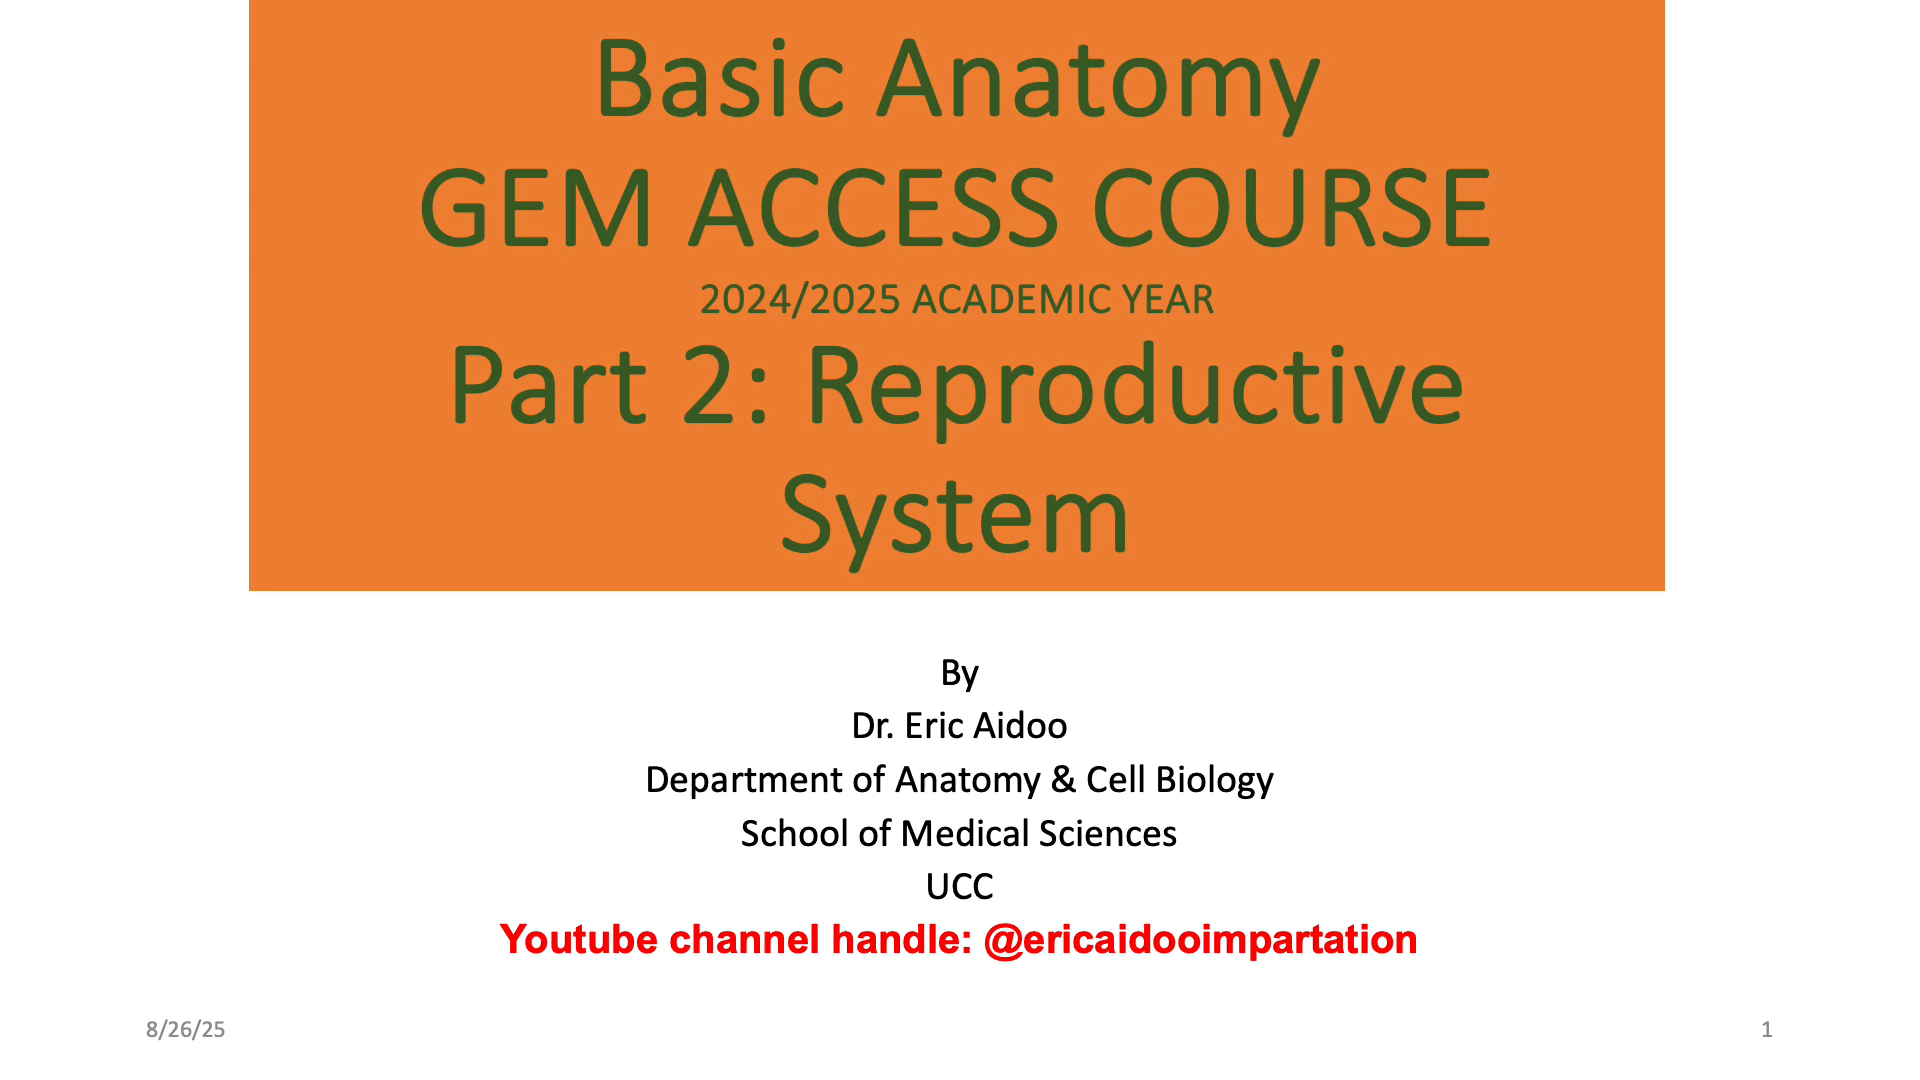 Basic Anatomy
GEM ACCESS COURSE
2024/2025 ACADEMIC YEAR
Part 2: Reproductive
System
By
Dr. Eric Aidoo
Department of Anatomy & Cell Biology
School of Medical Sciences
UCC
Youtube channel handle: @ericaidooimpartation
8/26/25
1